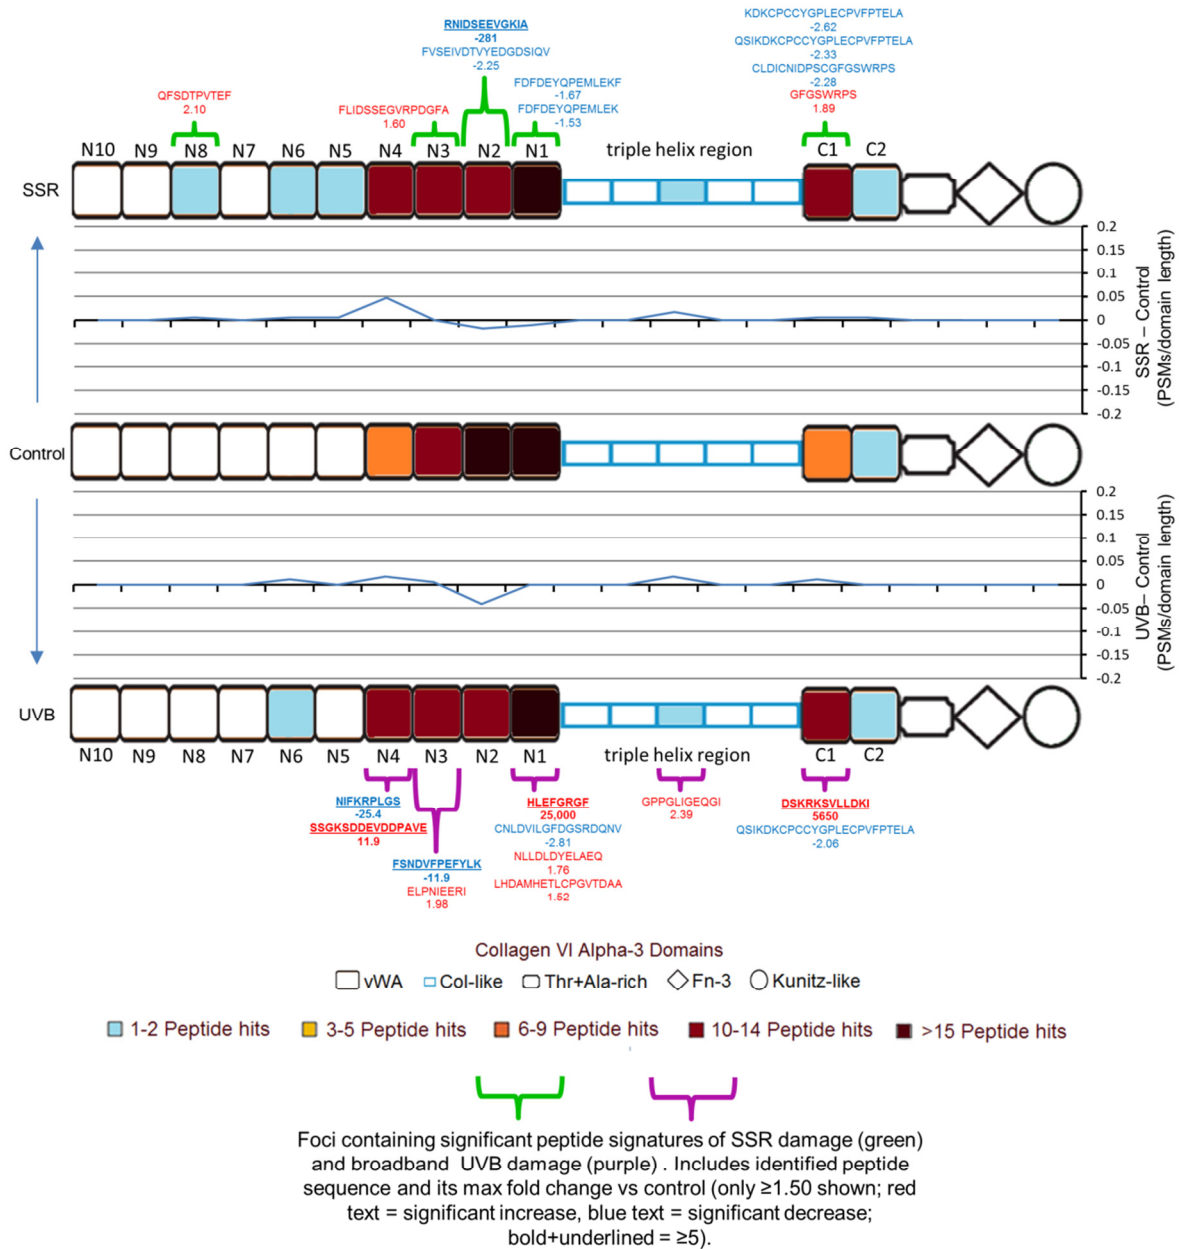 RNIDSEEVGKIA
-281
FVSEIVDTVYEDGDSIQV
-2.25
KDKCPCCYGPLECPVFPTELA
-2.62
QSIKDKCPCCYGPLECPVFPTELA
-2.33
CLDICNIDPSCGFGSWRPS
-2.28
GFGSWRPS
1.89
QFSDTPVTEF
2.10
FLIDSSEGVRPDGFA
1.60
FDFDEYQPEMLEKF
-1.67
FDFDEYQPEMLEK
-1.53
N10 N9 N8 N7 N6 N5 N4 N3 N2 N1 triple helix region C1 C2
SSR
0.2
0.15
0.1
0.05
0
-0.05
-0.1
-0.15
-0.2
SSR – Control
(PSMs/domain length)
Control
0.2
0.15
0.1
0.05
0
-0.05
-0.1
-0.15
-0.2
UVB– Control
(PSMs/domain length)
UVB
N10 N9 N8 N7 N6 N5 N4 N3 N2 N1 triple helix region C1 C2
NIFKRPLGS
-25.4
SSGKSDDEVDDPAVE
11.9
FSNDVFPEFYLK
-11.9
ELPNIEERI
1.98
HLEFGRGF
25,000
CNLDVILGFDGSRDQNV
-2.81
NLLDLDYELAEQ
1.76
LHDAMHETLCPGVTDAA
1.52
GPPGLIGEQGI
2.39
DSKRKSVLLDKI
5650
QSIKDKCPCCYGPLECPVFPTELA
-2.06
Collagen VI Alpha-3 Domains
vWA Col-like Thr+Ala-rich Fn-3 Kunitz-like
1-2 Peptide hits 3-5 Peptide hits 6-9 Peptide hits 10-14 Peptide hits >15 Peptide hits
Foci containing significant peptide signatures of SSR damage (green)
and broadband UVB damage (purple) . Includes identified peptide
sequence and its max fold change vs control (only ≥1.50 shown; red
text = significant increase, blue text = significant decrease;
bold+underlined = ≥5).